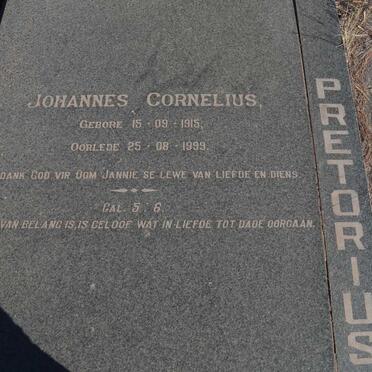 JOHANNES CORNELIUS,
GEBORE 15-09-1915,
OORLEDE 25-08-1999.
DANK GOD VIR OOM JANNIE SE LEWE VAN LIEFDE EN DIENS.
GAL. 5:6.
VAN BELANG IS, IS GELOOF WAT IN LIEFDE TOT DADE OORGAAN.
PRETORIUS